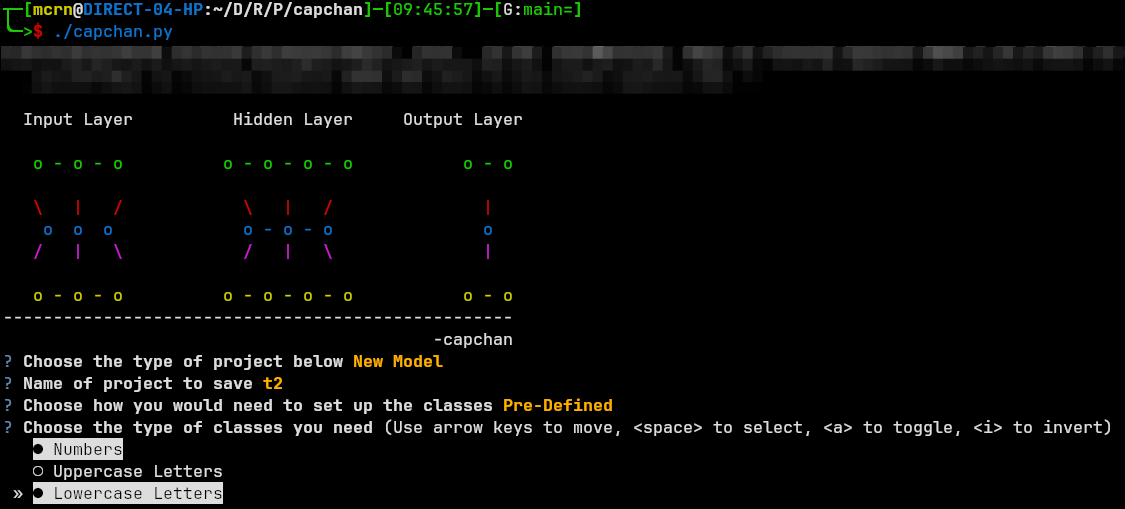 [mcrn@DIRECT-04-HP:~/D/R/P/capchan]─[09:45:57]─[G:main=]
>$ ./capchan.py
Input Layer Hidden Layer Output Layer
o - o - o o - o - o - o o - o
\ | / \ | / |
o o o o - o - o o
/ | \ / | \ |
o - o - o o - o - o - o o - o
---------------------------------------------------
-capchan
? Choose the type of project below New Model
? Name of project to save t2
? Choose how you would need to set up the classes Pre-Defined
? Choose the type of classes you need (Use arrow keys to move, <space> to select, <a> to toggle, <i> to invert)
● Numbers
○ Uppercase Letters
» ● Lowercase Letters